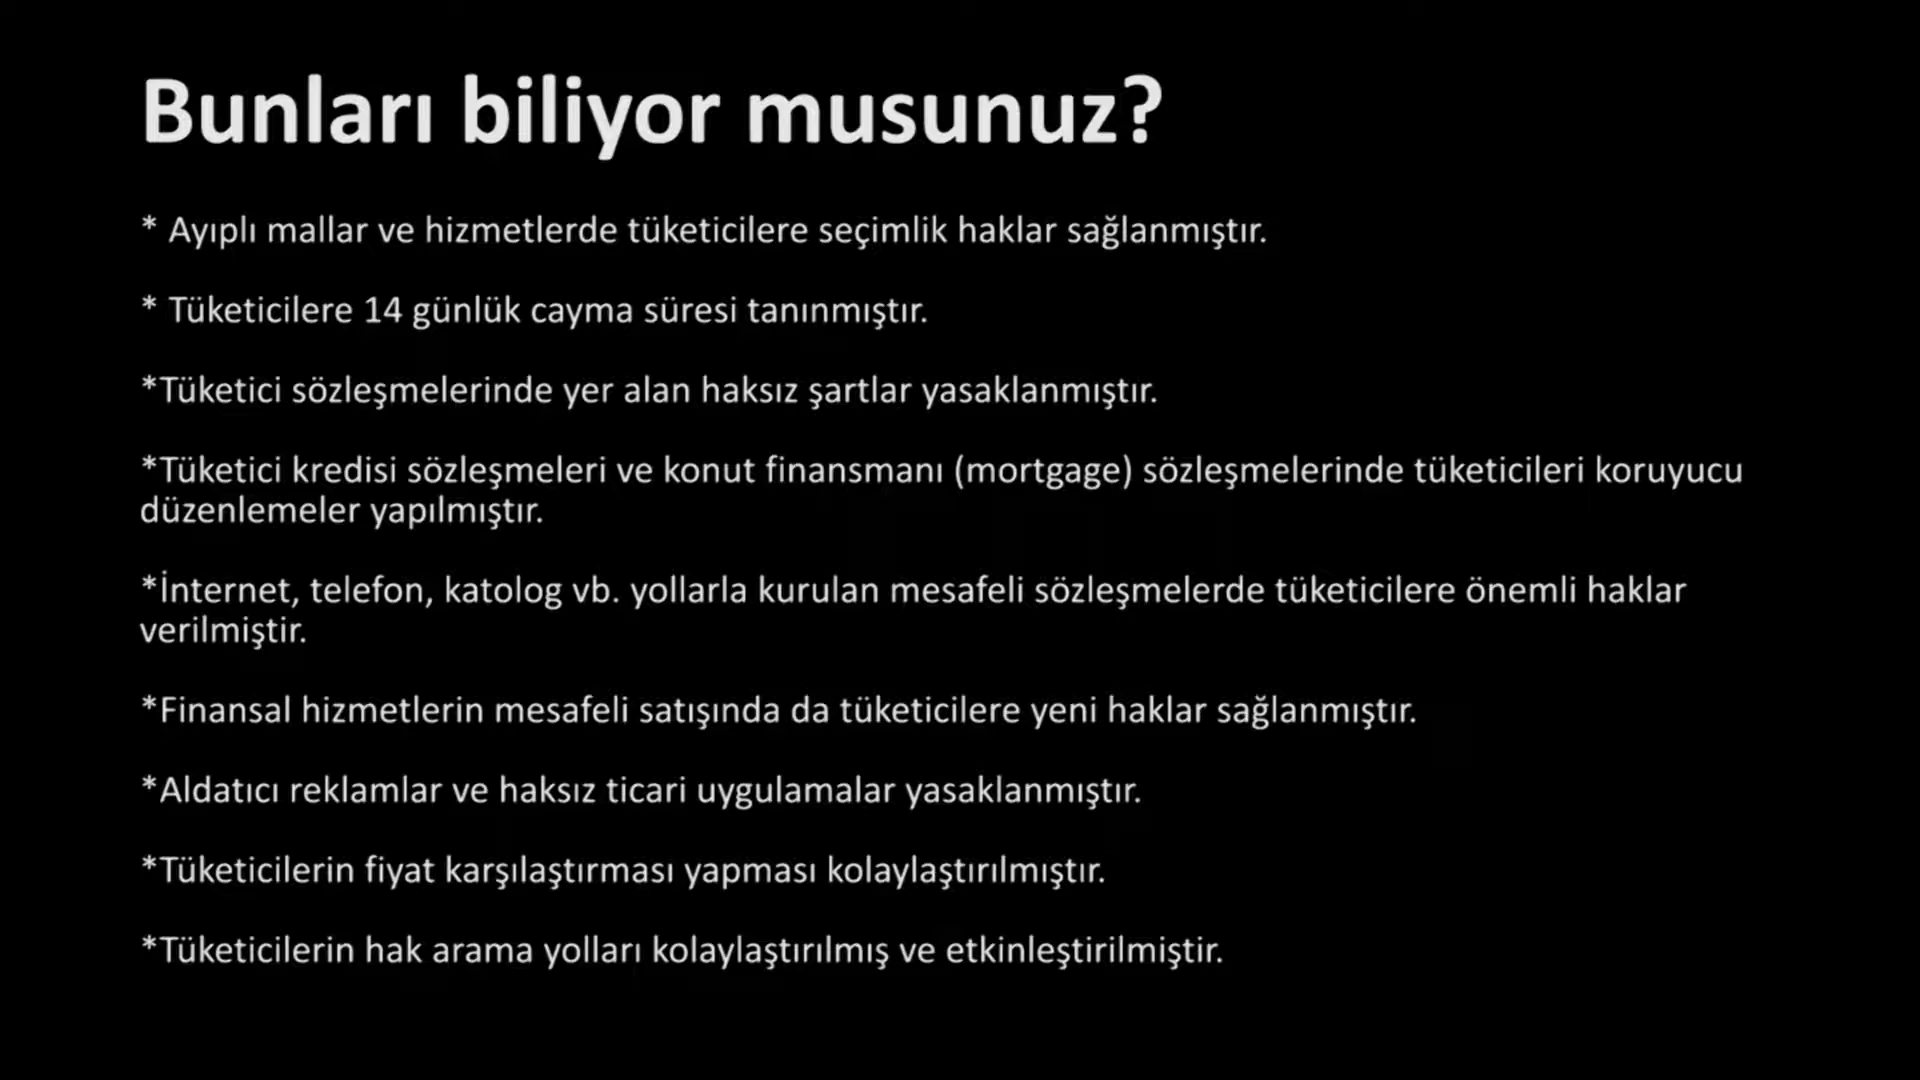 Bunları biliyor musunuz?
* Ayıplı mallar ve hizmetlerde tüketicilere seçimlik haklar sağlanmıştır.
* Tüketicilere 14 günlük cayma süresi tanınmıştır.
*Tüketici sözleşmelerinde yer alan haksız şartlar yasaklanmıştır.
*Tüketici kredisi sözleşmeleri ve konut finansmanı (mortgage) sözleşmelerinde tüketicileri koruyucu
düzenlemeler yapılmıştır.
*İnternet, telefon, katolog vb. yollarla kurulan mesafeli sözleşmelerde tüketicilere önemli haklar
verilmiştir.
*Finansal hizmetlerin mesafeli satışında da tüketicilere yeni haklar sağlanmıştır.
*Aldatıcı reklamlar ve haksız ticari uygulamalar yasaklanmıştır.
*Tüketicilerin fiyat karşılaştırması yapması kolaylaştırılmıştır.
*Tüketicilerin hak arama yolları kolaylaştırılmış ve etkinleştirilmiştir.